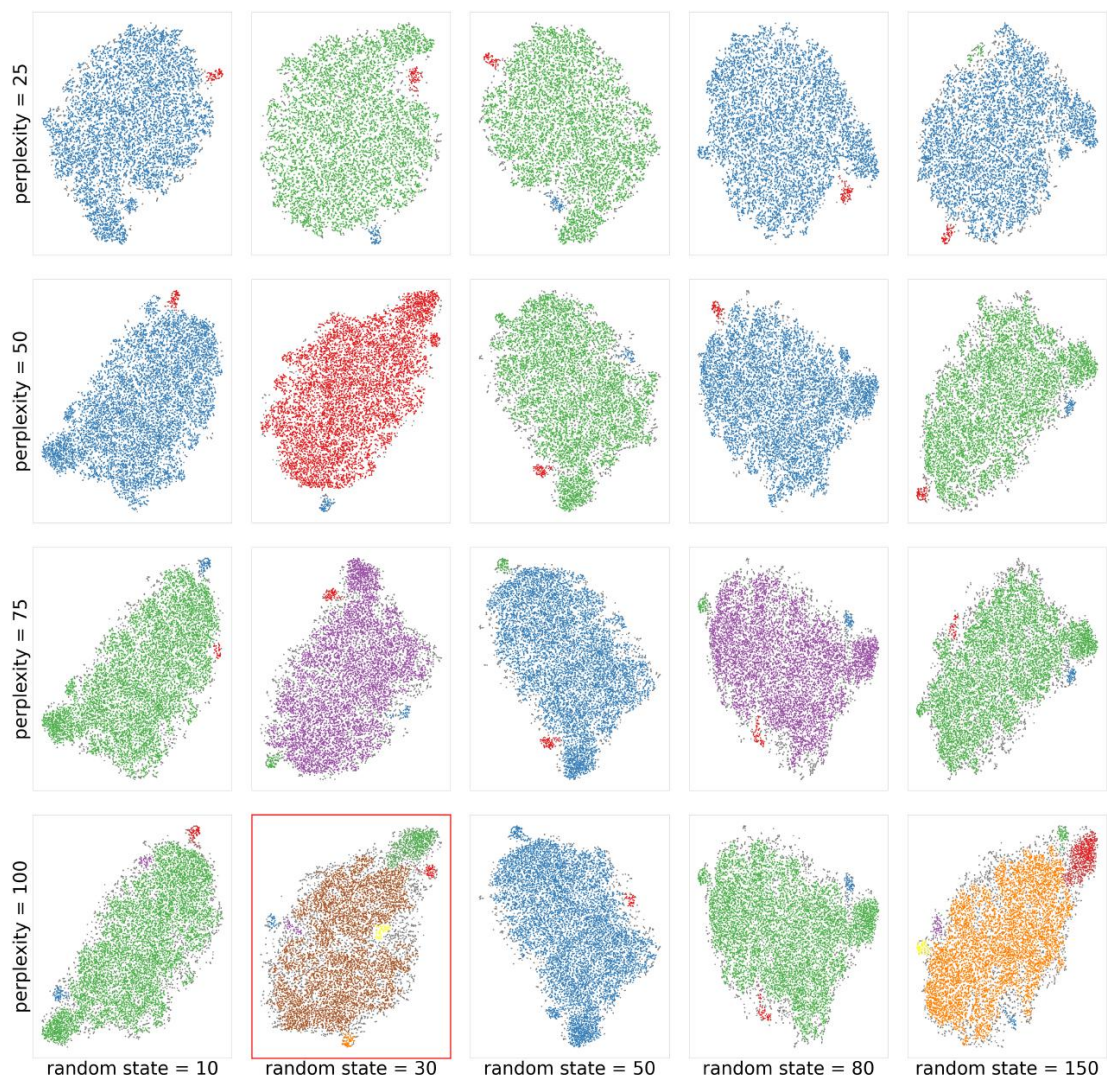 perplexity = 25
perplexity = 50
perplexity = 75
perplexity = 100
random state = 10
random state = 30
random state = 50
random state = 80
random state = 150